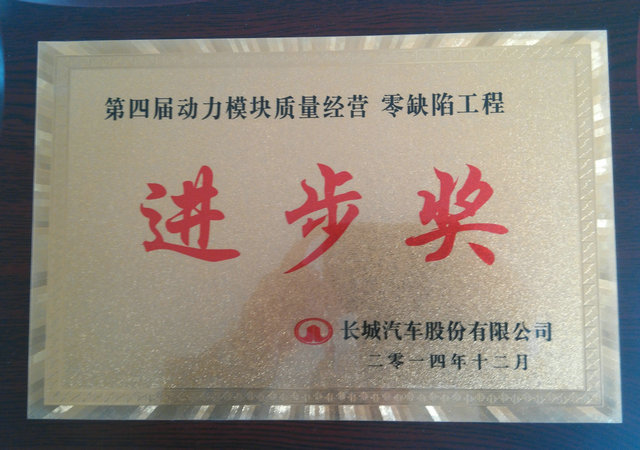 第四届动力模块质量经营 零缺陷工程
进步奖
长城汽车股份有限公司
二零一四年十二月